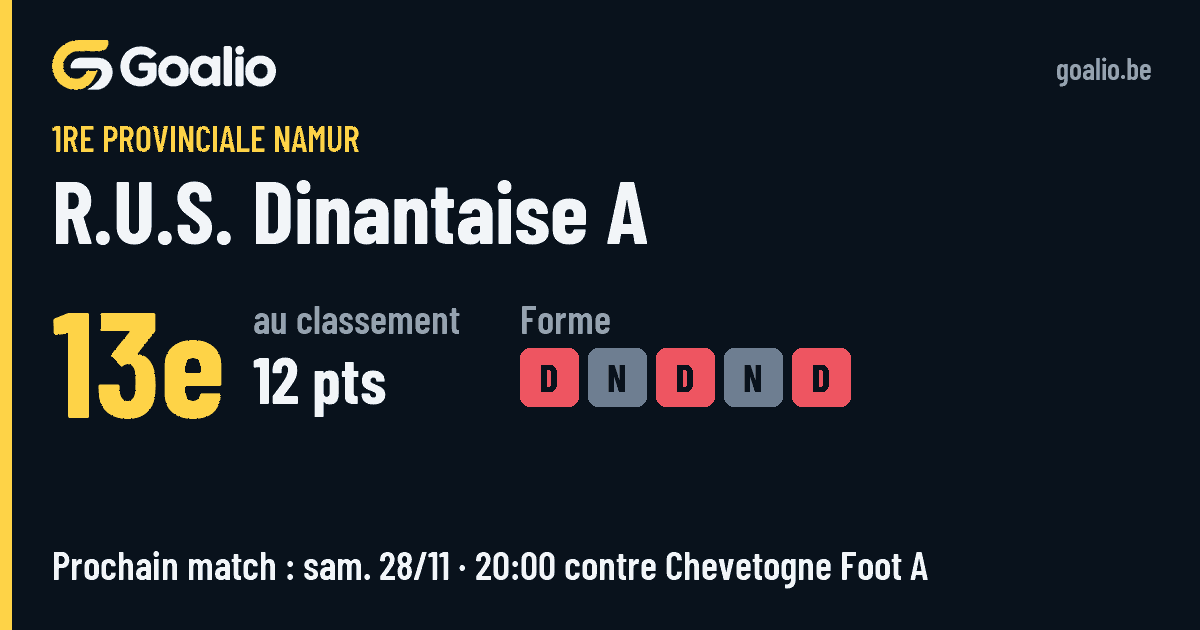 Goalio
goalio.be
1RE PROVINCIALE NAMUR
R.U.S. Dinantaise A
13e
au classement
12 pts
Forme
D N D N D
Prochain match : sam. 28/11 · 20:00 contre Chevetogne Foot A